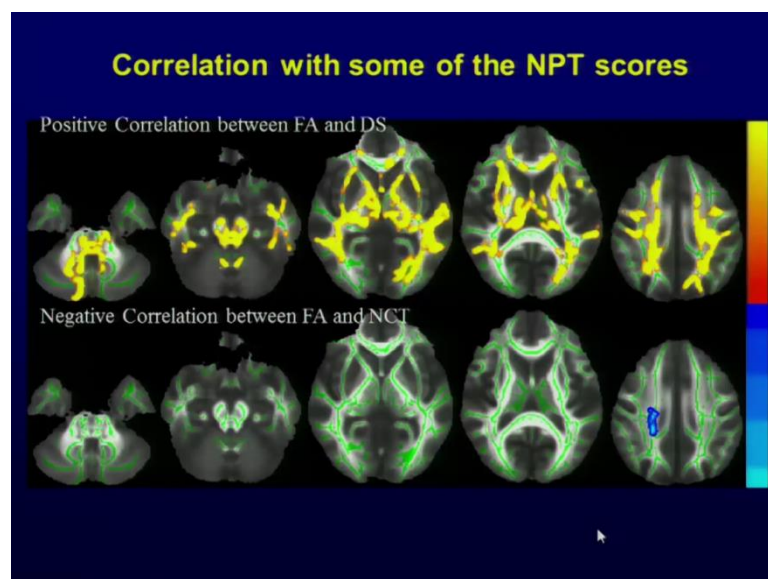 Correlation with some of the NPT scores
Positive Correlation between FA and DS
Negative Correlation between FA and NCT